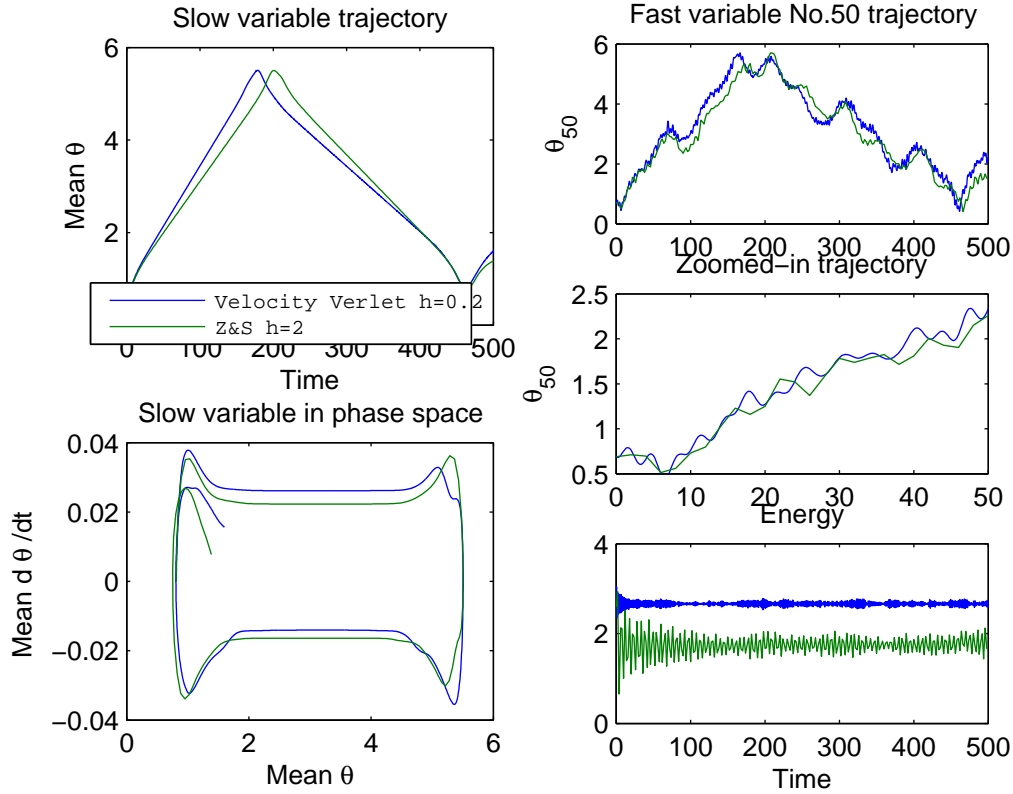 Slow variable trajectory
6
4
2
Mean θ
Velocity Verlet h=0.2
Z&S h=2
0 100 200 300 400 500
Time
Fast variable No.50 trajectory
6
4
2
0
θ50
0 100 200 300 400 500
Zoomed−in trajectory
2.5
2
1.5
1
0.5
θ50
0 10 20 30 40 50
Slow variable in phase space
0.04
0.02
0
−0.02
−0.04
Mean d θ /dt
0 2 4 6
Mean θ
Energy
4
2
0
0 100 200 300 400 500
Time